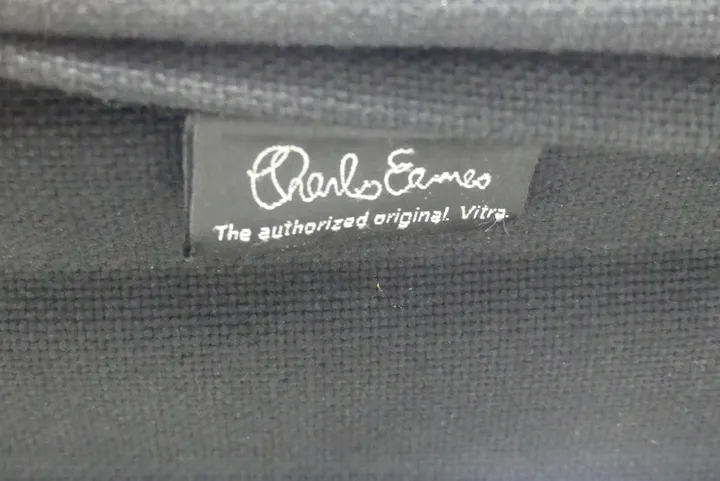 Charles Eames
The authorized original. Vitra.